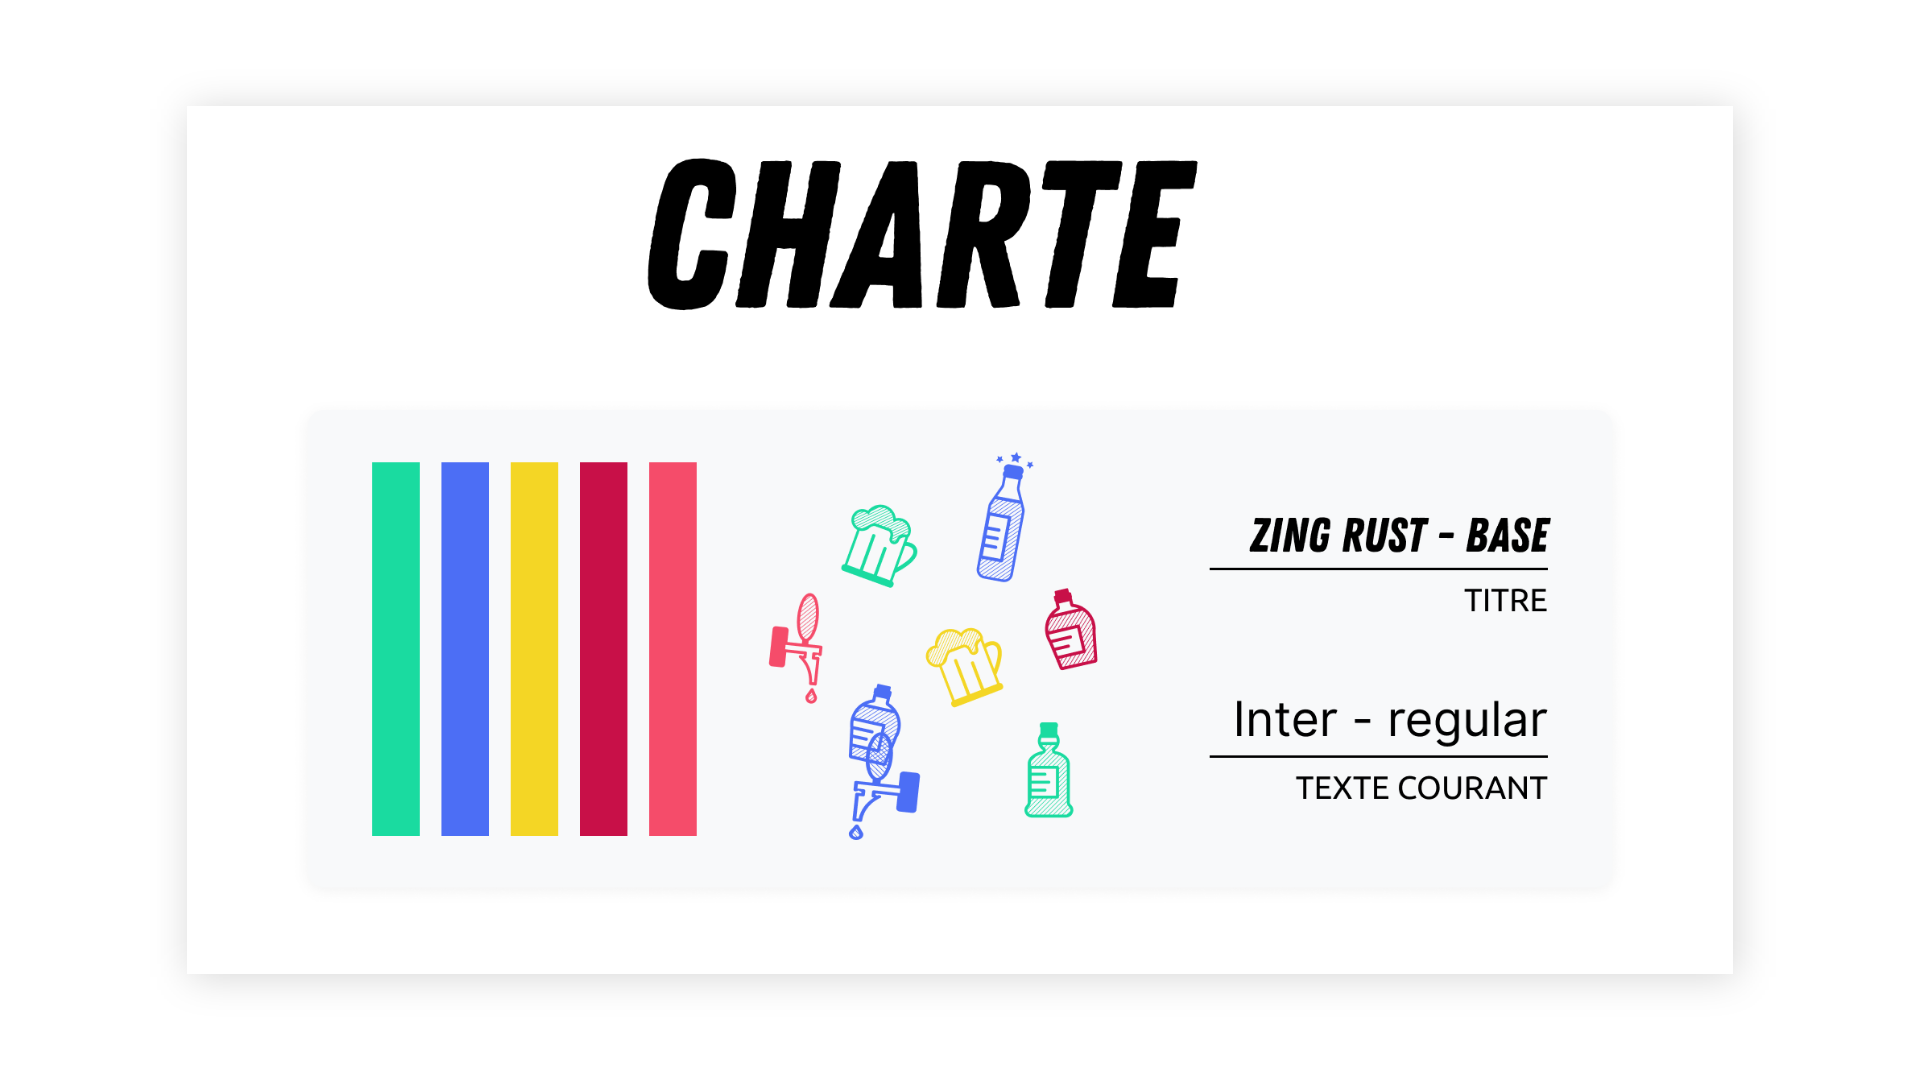 CHARTE
ZING RUST - BASE
TITRE
Inter - regular
TEXTE COURANT